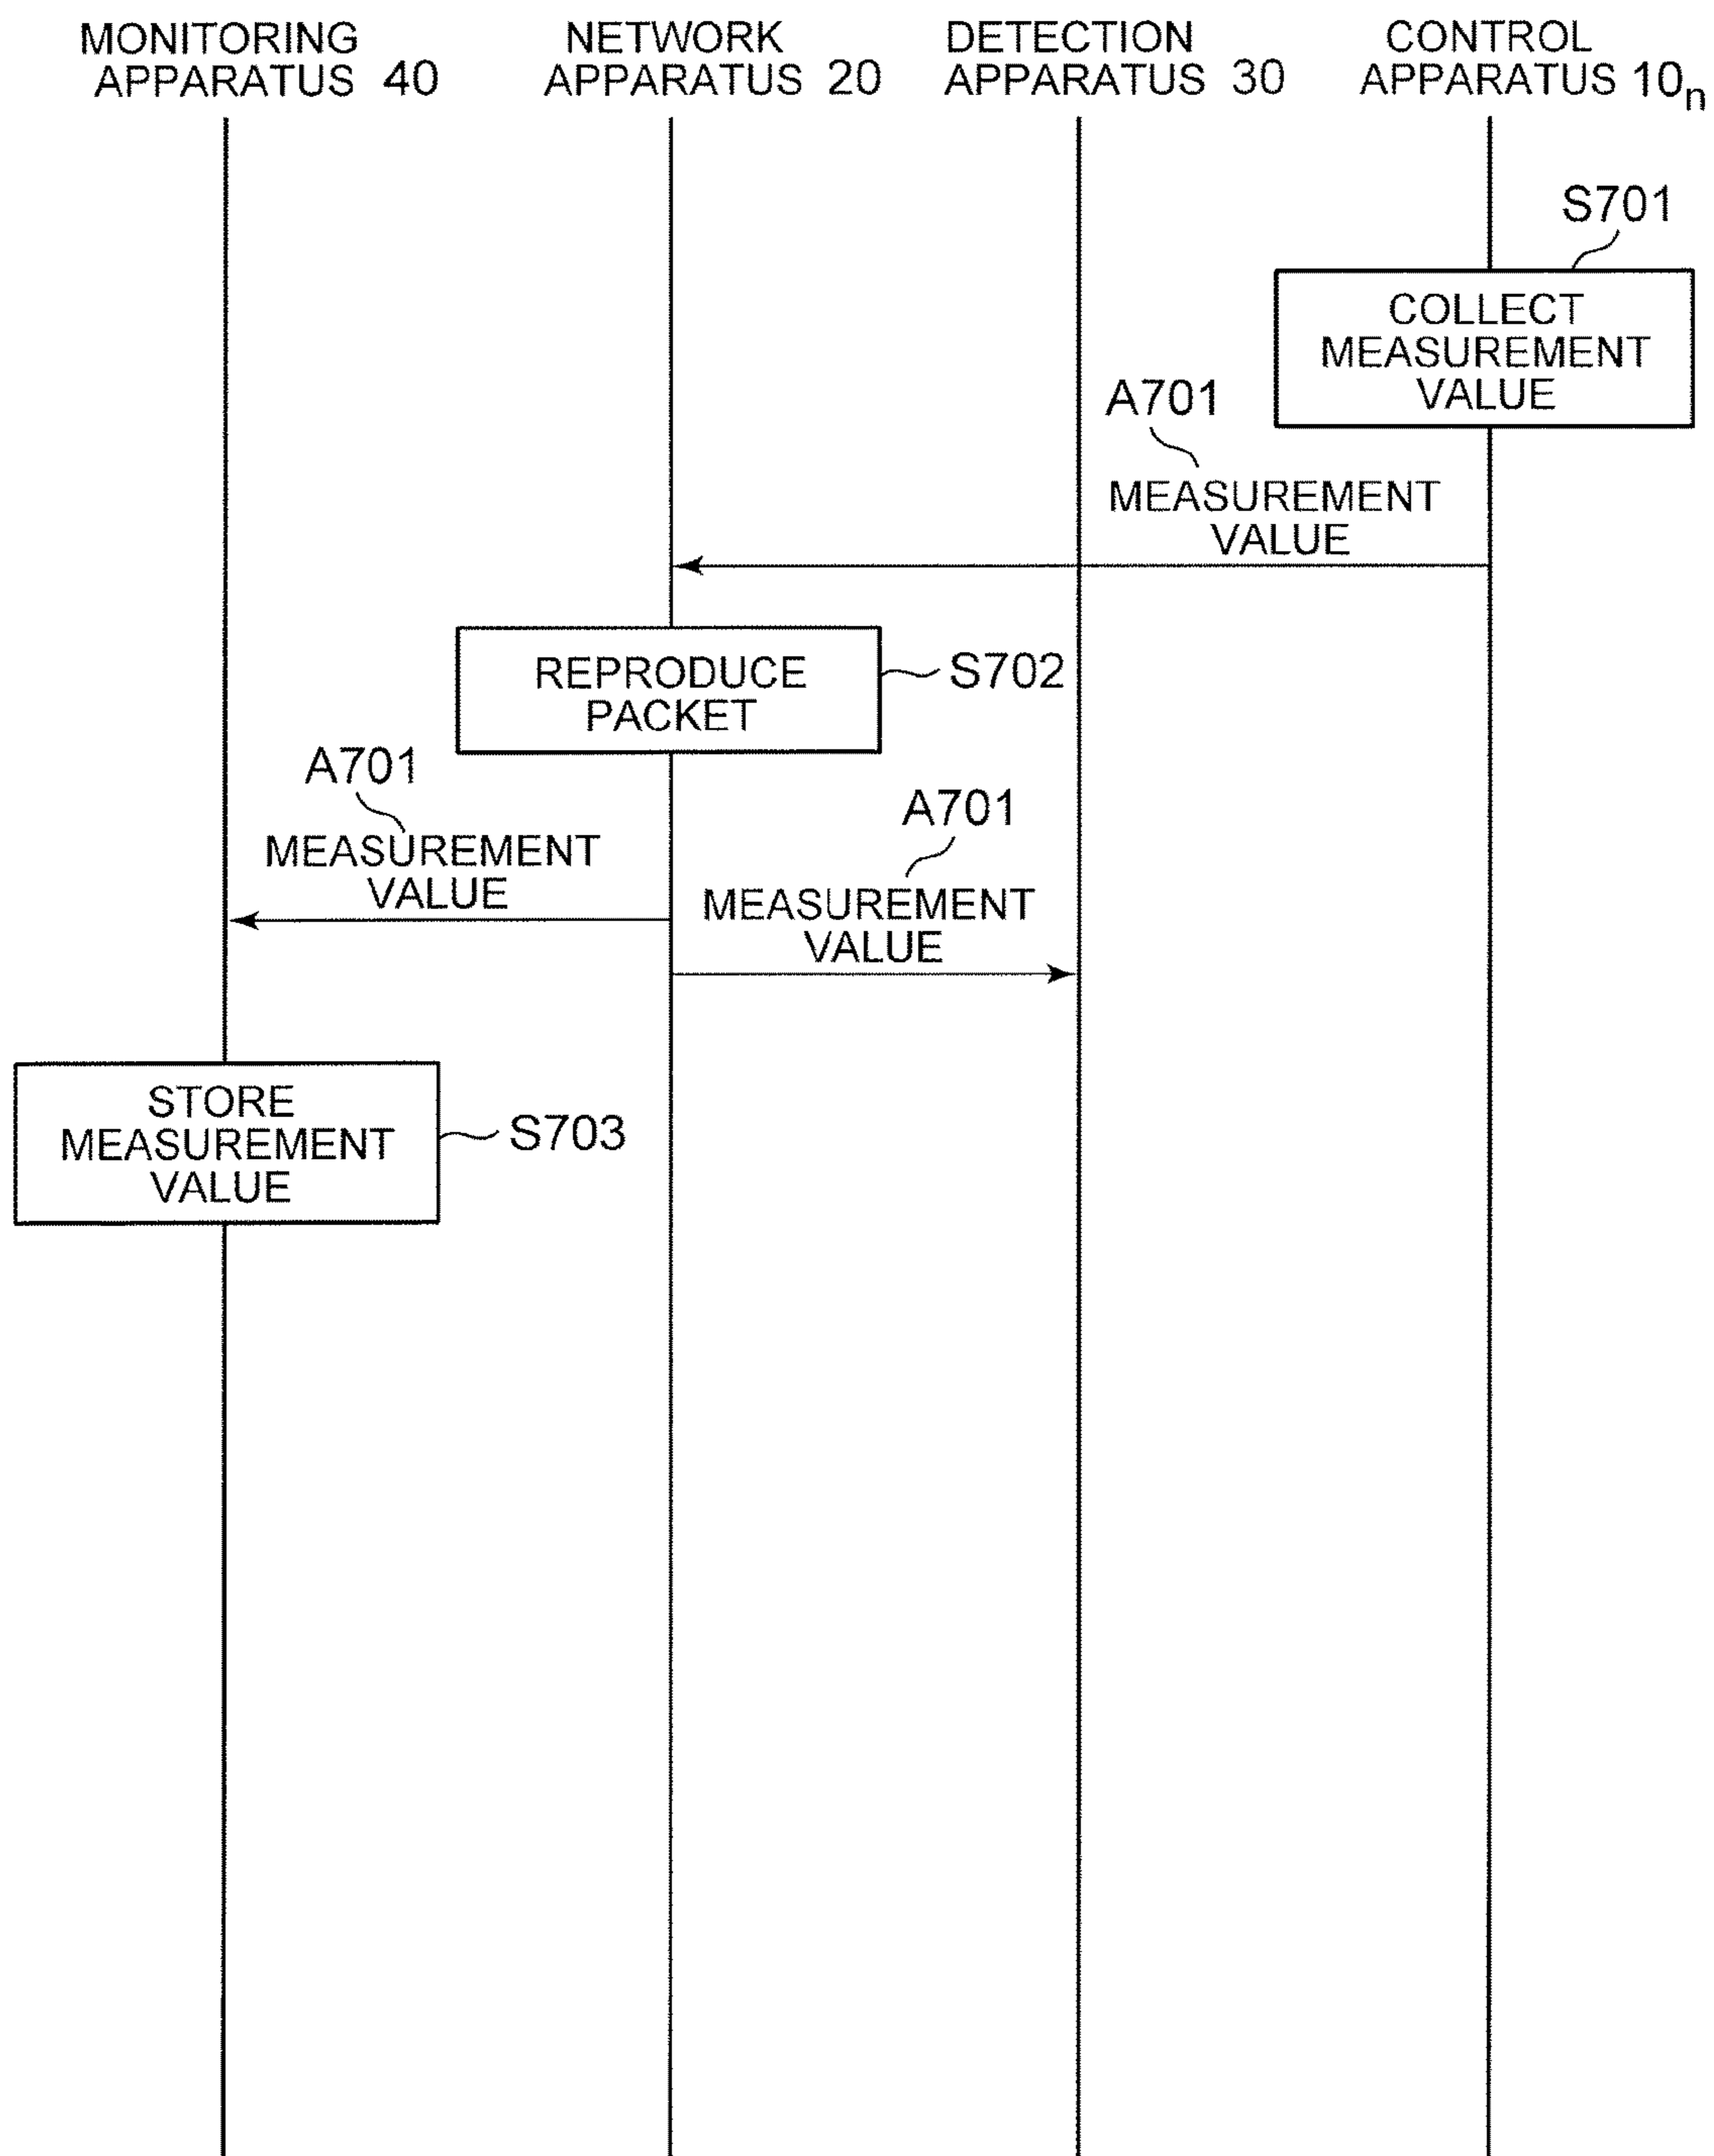 MONITORING
APPARATUS 40
NETWORK
APPARATUS 20
DETECTION
APPARATUS 30
CONTROL
APPARATUS 10n
S701
COLLECT
MEASUREMENT
VALUE
A701
MEASUREMENT
VALUE
REPRODUCE
PACKET
S702
A701
MEASUREMENT
VALUE
A701
MEASUREMENT
VALUE
STORE
MEASUREMENT
VALUE
S703